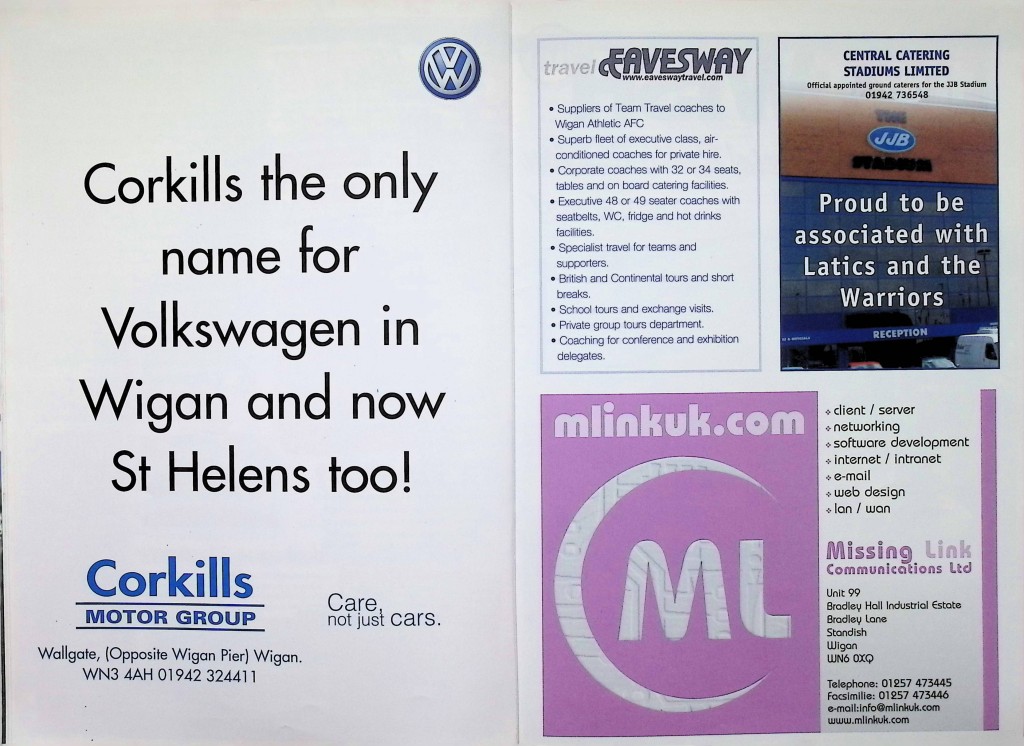 Corkills the only
name for
Volkswagen in
Wigan and now
St Helens too!
Corkills
MOTOR GROUP
Care,
not just cars.
Wallgate, (Opposite Wigan Pier) Wigan.
WN3 4AH 01942 324411
travel EAVESWAY
www.eaveswaytravel.com
• Suppliers of Team Travel coaches to
Wigan Athletic AFC
• Superb fleet of executive class, air-
conditioned coaches for private hire.
• Corporate coaches with 32 or 34 seats,
tables and on board catering facilities.
• Executive 48 or 49 seater coaches with
seatbelts, WC, fridge and hot drinks
facilities.
• Specialist travel for teams and
supporters.
• British and Continental tours and short
breaks.
• School tours and exchange visits.
• Private group tours department.
• Coaching for conference and exhibition
delegates.
CENTRAL CATERING
STADIUMS LIMITED
Official appointed ground caterers for the JJB Stadium
01942 736548
THE
JJB
STADIUM
Proud to be
associated with
Latics and the
Warriors
RECEPTION
mlinkuk.com
ML
client / server
networking
software development
internet / intranet
e-mail
web design
lan / wan
Missing Link
Communications Ltd
Unit 99
Bradley Hall Industrial Estate
Bradley Lane
Standish
Wigan
WN6 0XQ
Telephone: 01257 473445
Facsimilie: 01257 473446
e-mail:info@mlinkuk.com
www.mlinkuk.com